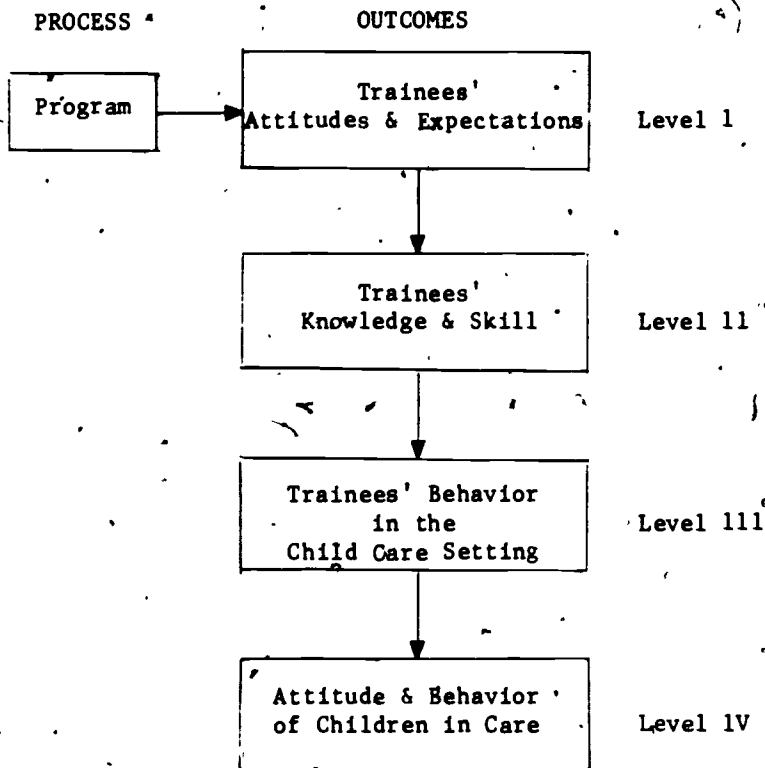 PROCESS OUTCOMES
Program
Trainees'
Attitudes & Expectations
Level 1
Trainees'
Knowledge & Skill
Level 11
Trainees' Behavior
in the
Child Care Setting
Level 111
Attitude & Behavior
of Children in Care
Level 1V